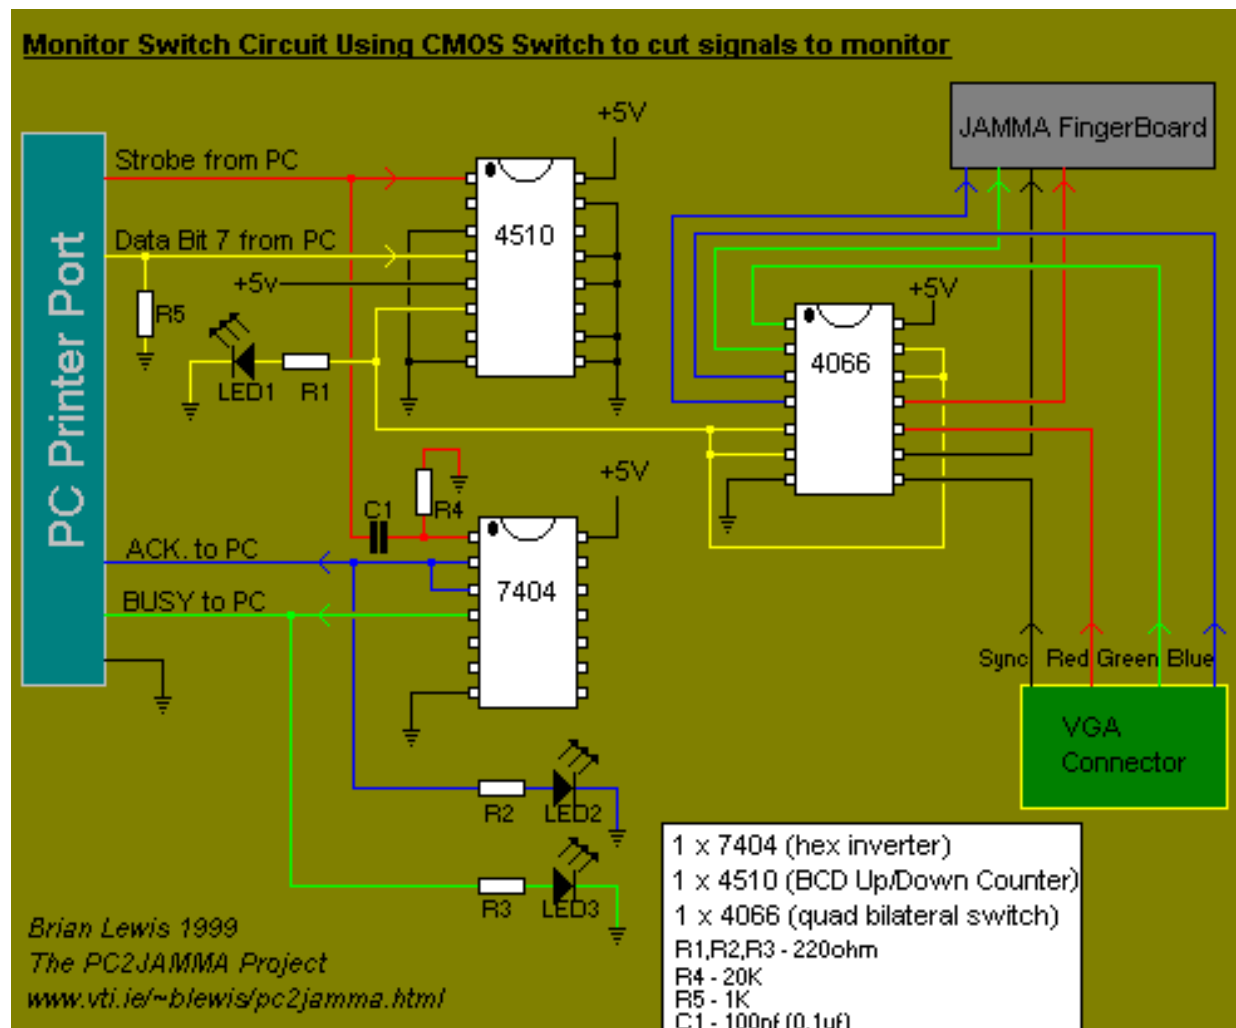 Monitor Switch Circuit Using CMOS Switch to cut signals to monitor
+5V
JAMMA FingerBoard
Strobe from PC
4510
Data Bit 7 from PC
+5v
+5V
R5
4066
LED1 R1
PC Printer Port
+5V
C1 R4
ACK. to PC
7404
BUSY to PC
Sync Red Green Blue
VGA
Connector
R2 LED2
R3 LED3
1 x 7404 (hex inverter)
1 x 4510 (BCD Up/Down Counter)
1 x 4066 (quad bilateral switch)
R1,R2,R3 - 220ohm
R4 - 20K
R5 - 1K
C1 - 100nf (0.1uf)
Brian Lewis 1999
The PC2JAMMA Project
www.vti.ie/~blewis/pc2jamma.html